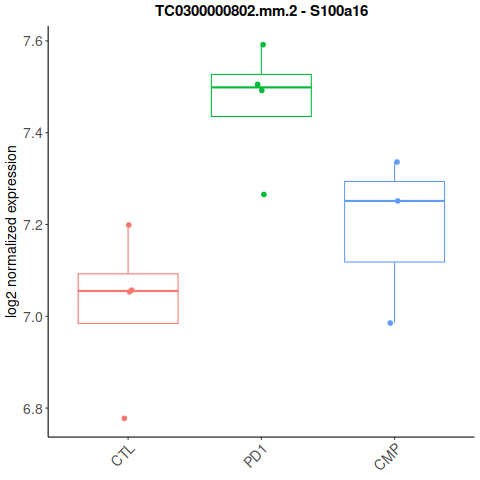 TC0300000802.mm.2 - S100a16
log2 normalized expression
7.6
7.4
7.2
7.0
6.8
CTL
PD1
CMP